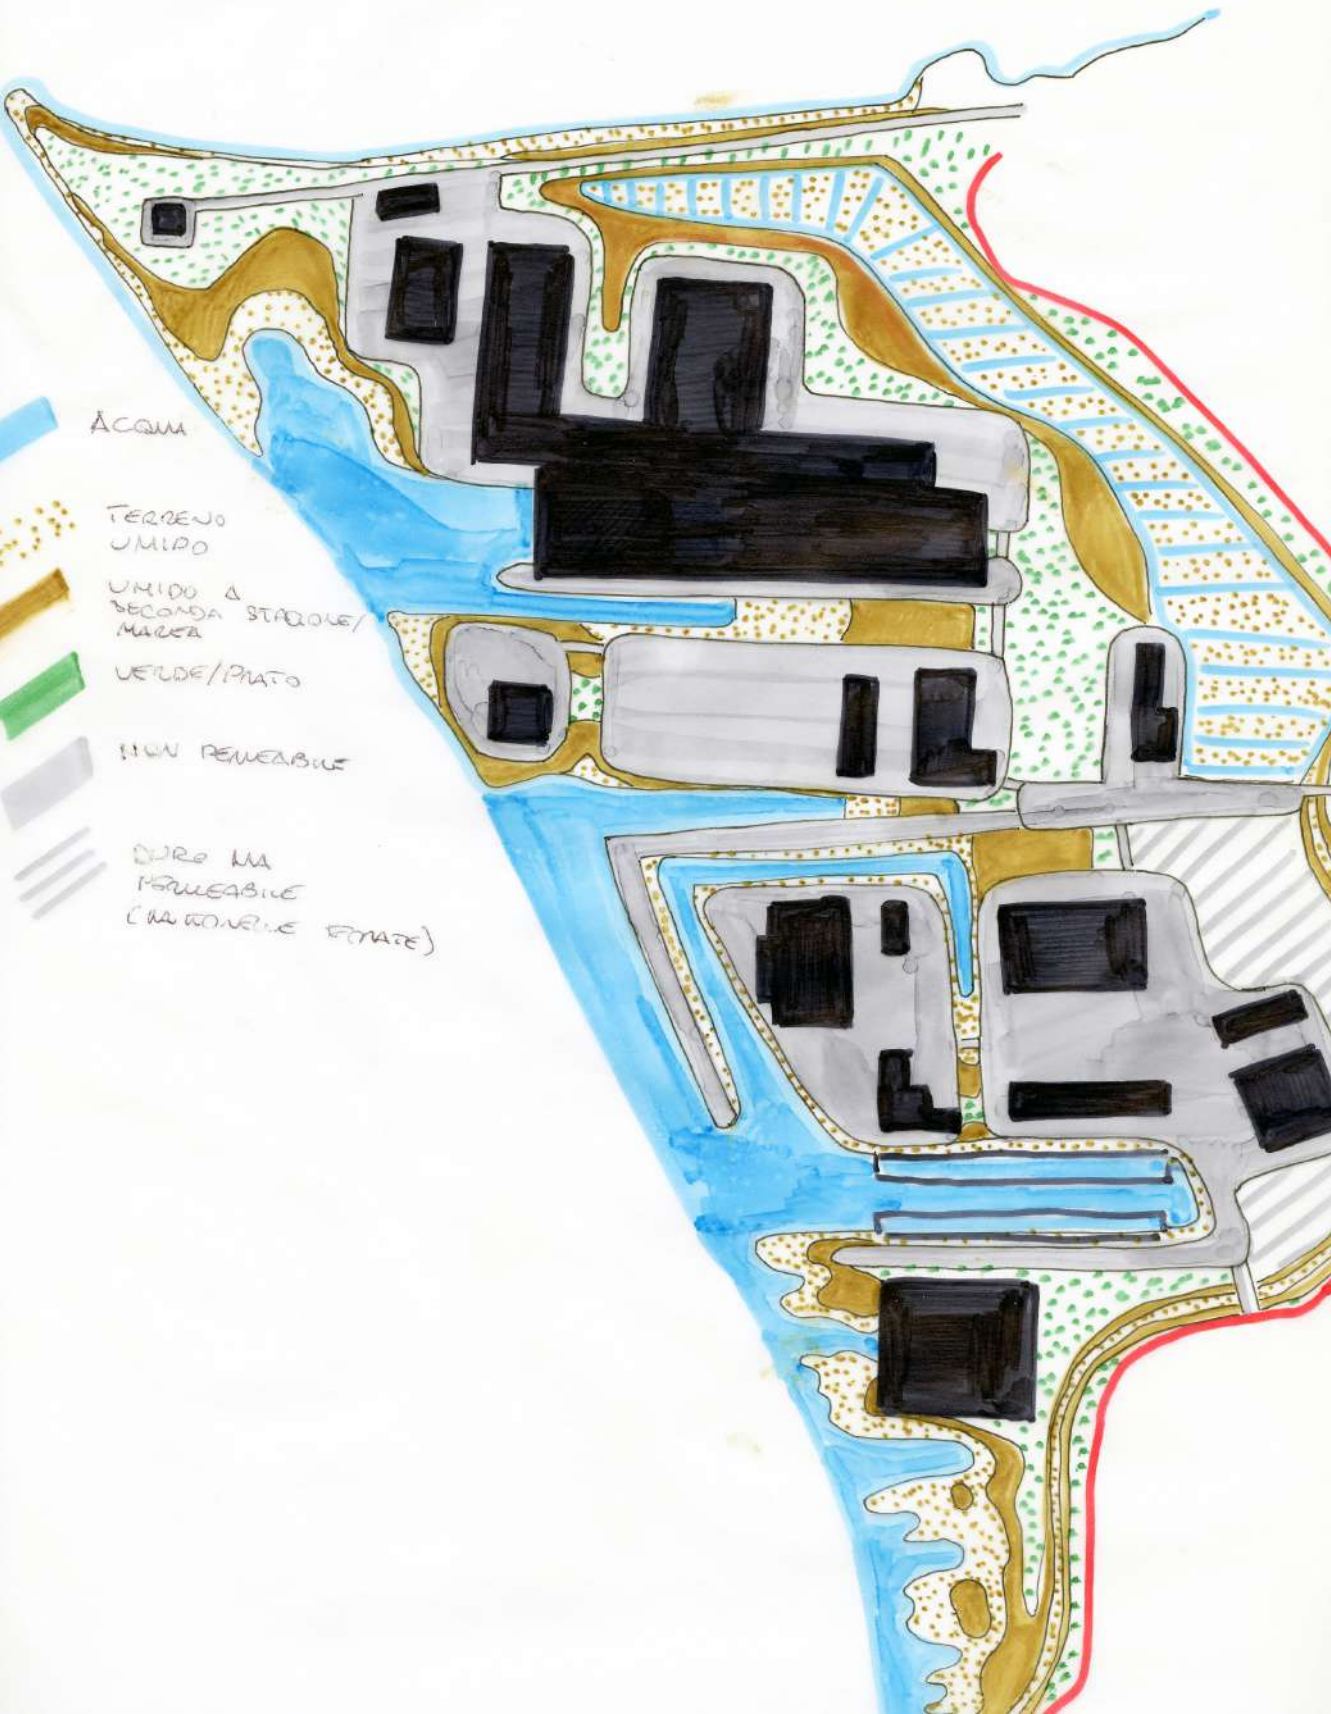 ACQUA
TERRENO
UMIDO
UMIDO A
SECONDA STAGIONE/
MAREA
VERDE/PRATO
NON PERMEABILE
DURO MA
PERMEABILE